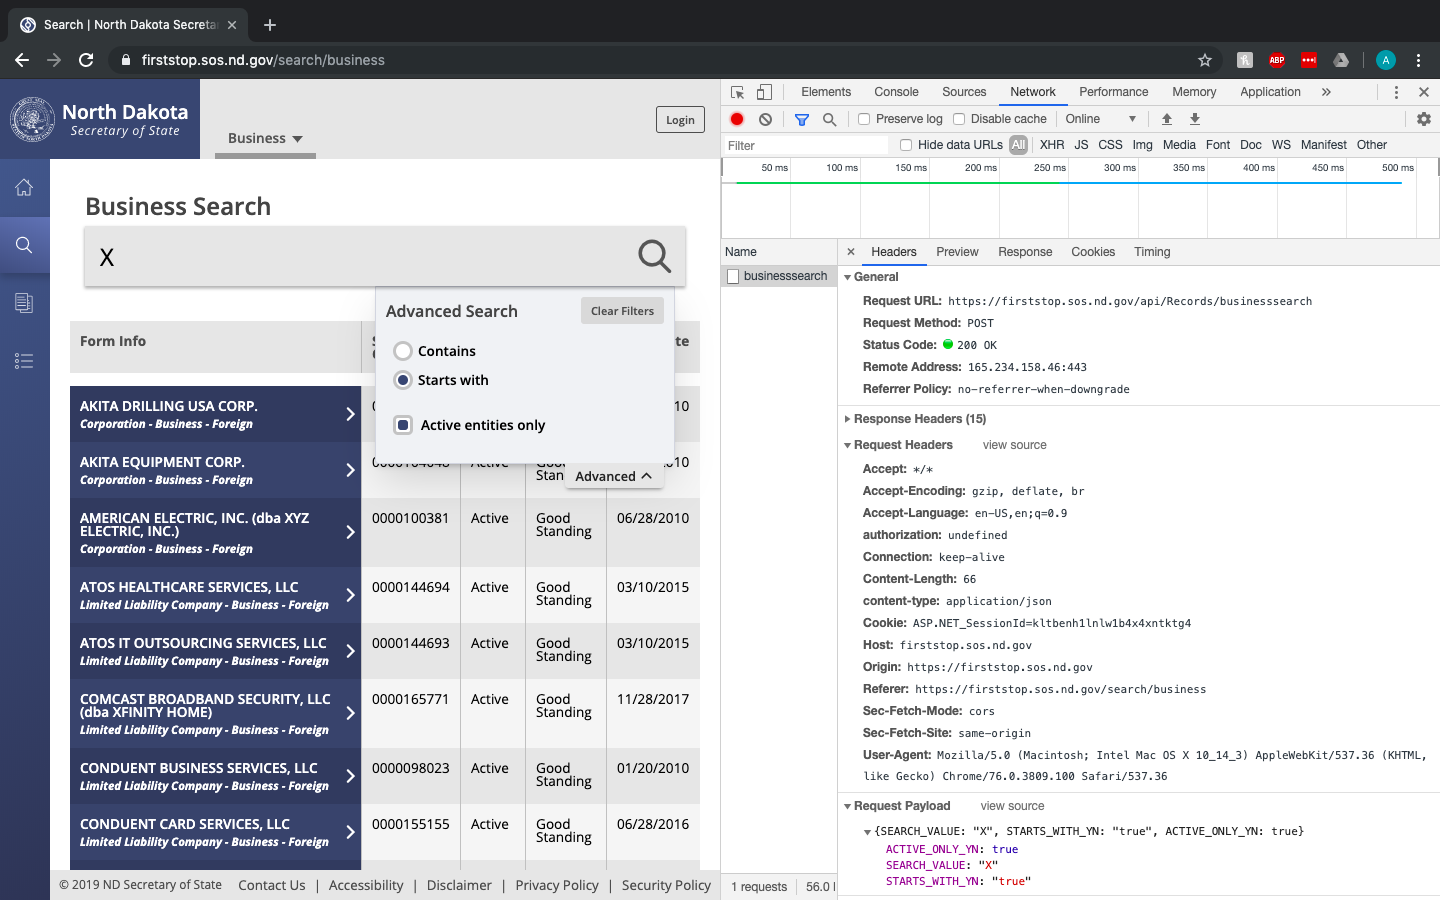 Search | North Dakota Secreta
firststop.sos.nd.gov/search/business
ABP
A
North Dakota
Secretary of State
Business
Login
Business Search
X
Advanced Search
Clear Filters
Contains
Starts with
Active entities only
Advanced
Form Info
AKITA DRILLING USA CORP.
Corporation - Business - Foreign
AKITA EQUIPMENT CORP.
Corporation - Business - Foreign
AMERICAN ELECTRIC, INC. (dba XYZ
ELECTRIC, INC.)
Corporation - Business - Foreign
0000100381 Active Good Standing 06/28/2010
ATOS HEALTHCARE SERVICES, LLC
Limited Liability Company - Business - Foreign
0000144694 Active Good Standing 03/10/2015
ATOS IT OUTSOURCING SERVICES, LLC
Limited Liability Company - Business - Foreign
0000144693 Active Good Standing 03/10/2015
COMCAST BROADBAND SECURITY, LLC
(dba XFINITY HOME)
Limited Liability Company - Business - Foreign
0000165771 Active Good Standing 11/28/2017
CONDUENT BUSINESS SERVICES, LLC
Limited Liability Company - Business - Foreign
0000098023 Active Good Standing 01/20/2010
CONDUENT CARD SERVICES, LLC
Limited Liability Company - Business - Foreign
0000155155 Active Good Standing 06/28/2016
© 2019 ND Secretary of State Contact Us | Accessibility | Disclaimer | Privacy Policy | Security Policy
Elements Console Sources Network Performance Memory Application »
Preserve log Disable cache Online
Filter Hide data URLs All XHR JS CSS Img Media Font Doc WS Manifest Other
50 ms 100 ms 150 ms 200 ms 250 ms 300 ms 350 ms 400 ms 450 ms 500 ms
Name
businesssearch
1 requests 56.0
Headers Preview Response Cookies Timing
General
Request URL: https://firststop.sos.nd.gov/api/Records/businesssearch
Request Method: POST
Status Code: 200 OK
Remote Address: 165.234.158.46:443
Referrer Policy: no-referrer-when-downgrade
Response Headers (15)
Request Headers view source
Accept: */*
Accept-Encoding: gzip, deflate, br
Accept-Language: en-US,en;q=0.9
authorization: undefined
Connection: keep-alive
Content-Length: 66
content-type: application/json
Cookie: ASP.NET_SessionId=kltbenh1lnlw1b4x4xntktg4
Host: firststop.sos.nd.gov
Origin: https://firststop.sos.nd.gov
Referer: https://firststop.sos.nd.gov/search/business
Sec-Fetch-Mode: cors
Sec-Fetch-Site: same-origin
User-Agent: Mozilla/5.0 (Macintosh; Intel Mac OS X 10_14_3) AppleWebKit/537.36 (KHTML,
like Gecko) Chrome/76.0.3809.100 Safari/537.36
Request Payload view source
{SEARCH_VALUE: "X", STARTS_WITH_YN: "true", ACTIVE_ONLY_YN: true}
ACTIVE_ONLY_YN: true
SEARCH_VALUE: "X"
STARTS_WITH_YN: "true"